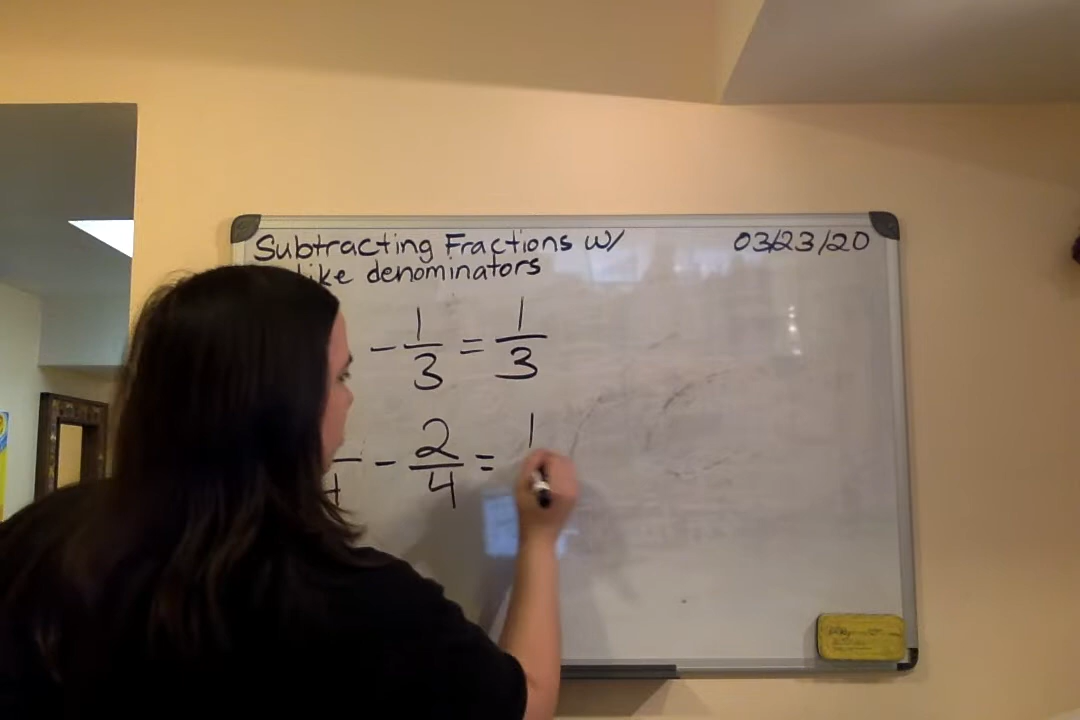 Subtracting Fractions w/
like denominators
03/23/20
- 1/3 = 1/3
- 2/4 = 1